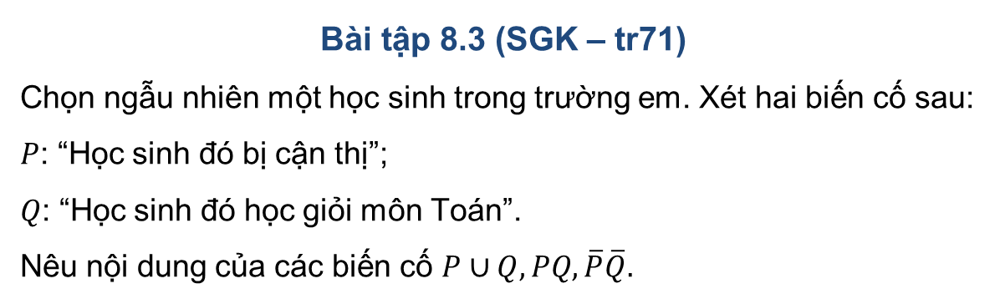 Bài tập 8.3 (SGK – tr71)
Chọn ngẫu nhiên một học sinh trong trường em. Xét hai biến cố sau:
P: “Học sinh đó bị cận thị”;
Q: “Học sinh đó học giỏi môn Toán”.
Nêu nội dung của các biến cố P ∪ Q, PQ, P̅Q̅.